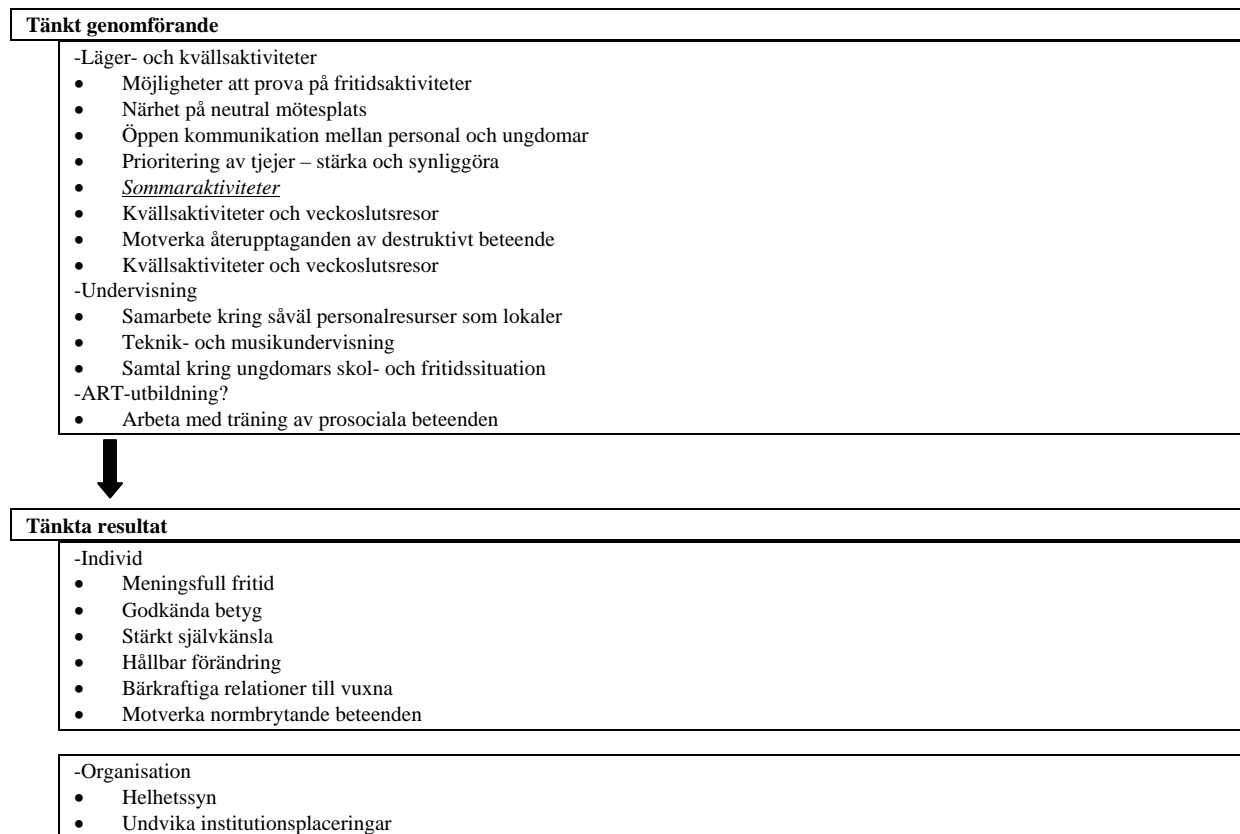 Tänkt genomförande
-Läger- och kvällsaktiviteter
• Möjligheter att prova på fritidsaktiviteter
• Närhet på neutral mötesplats
• Öppen kommunikation mellan personal och ungdomar
• Prioritering av tjejer – stärka och synliggöra
• Sommaraktiviteter
• Kvällsaktiviteter och veckoslutsresor
• Motverka återupptaganden av destruktivt beteende
• Kvällsaktiviteter och veckoslutsresor
-Undervisning
• Samarbete kring såväl personalresurser som lokaler
• Teknik- och musikundervisning
• Samtal kring ungdomars skol- och fritidssituation
-ART-utbildning?
• Arbeta med träning av prosociala beteenden
Tänkta resultat
-Individ
• Meningsfull fritid
• Godkända betyg
• Stärkt självkänsla
• Hållbar förändring
• Bärkraftiga relationer till vuxna
• Motverka normbrytande beteenden
-Organisation
• Helhetssyn
• Undvika institutionsplaceringar